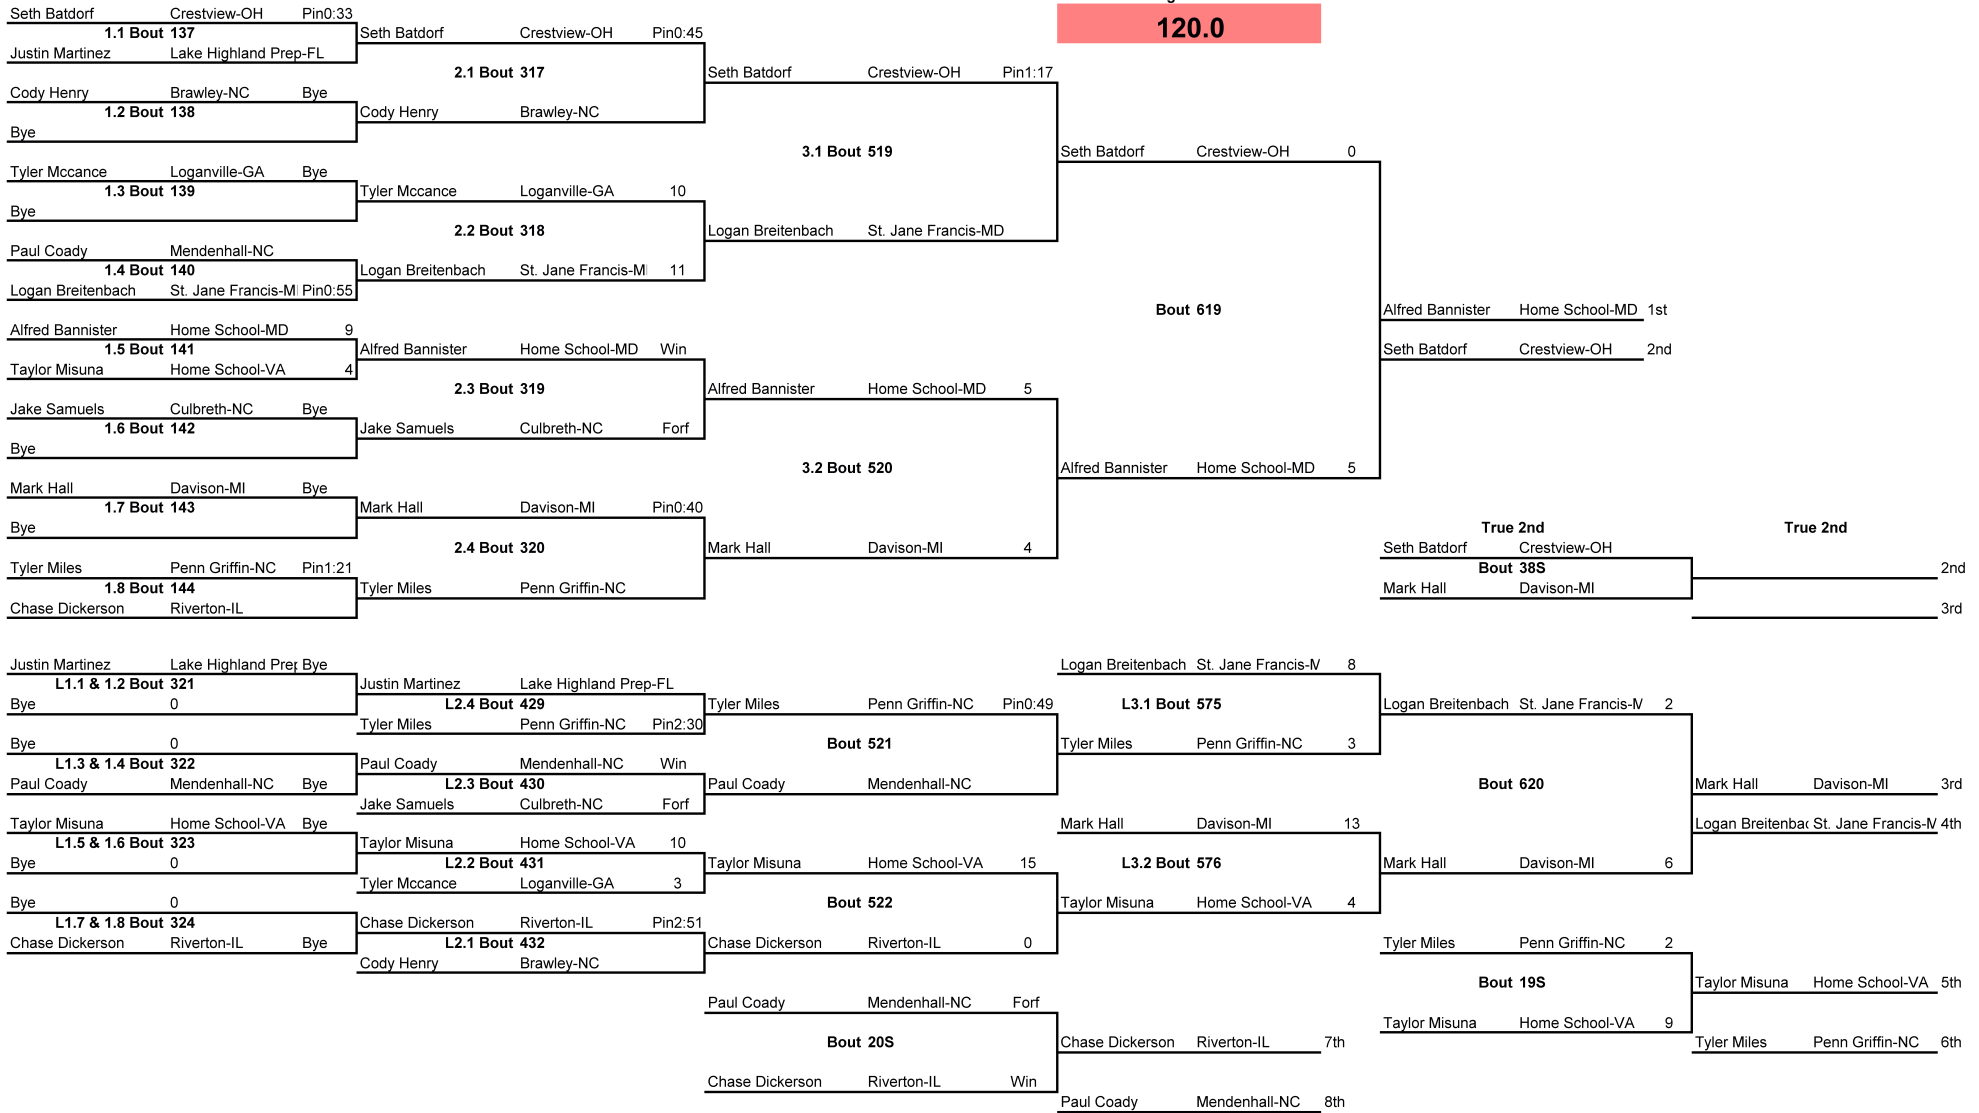 120.0
Seth Batdorf Crestview-OH Pin0:33
1.1 Bout 137
Justin Martinez Lake Highland Prep-FL
Cody Henry Brawley-NC Bye
1.2 Bout 138
Bye
Tyler Mccance Loganville-GA Bye
1.3 Bout 139
Bye
Paul Coady Mendenhall-NC
1.4 Bout 140
Logan Breitenbach St. Jane Francis-M Pin0:55
Alfred Bannister Home School-MD 9
1.5 Bout 141
Taylor Misuna Home School-VA 4
Jake Samuels Culbreth-NC Bye
1.6 Bout 142
Bye
Mark Hall Davison-MI Bye
1.7 Bout 143
Bye
Tyler Miles Penn Griffin-NC Pin1:21
1.8 Bout 144
Chase Dickerson Riverton-IL
Seth Batdorf Crestview-OH Pin0:45
2.1 Bout 317
Cody Henry Brawley-NC
Tyler Mccance Loganville-GA 10
2.2 Bout 318
Logan Breitenbach St. Jane Francis-M 11
Alfred Bannister Home School-MD Win
2.3 Bout 319
Jake Samuels Culbreth-NC Forf
Mark Hall Davison-MI Pin0:40
2.4 Bout 320
Tyler Miles Penn Griffin-NC
Seth Batdorf Crestview-OH Pin1:17
3.1 Bout 519
Logan Breitenbach St. Jane Francis-MD
Alfred Bannister Home School-MD 5
3.2 Bout 520
Mark Hall Davison-MI 4
Seth Batdorf Crestview-OH 0
Bout 619
Alfred Bannister Home School-MD 5
Alfred Bannister Home School-MD 1st
Seth Batdorf Crestview-OH 2nd
True 2nd True 2nd
Seth Batdorf Crestview-OH
Bout 38S
Mark Hall Davison-MI
2nd
3rd
Justin Martinez Lake Highland Prep Bye
L1.1 & 1.2 Bout 321
Bye 0
Bye 0
L1.3 & 1.4 Bout 322
Paul Coady Mendenhall-NC Bye
Taylor Misuna Home School-VA Bye
L1.5 & 1.6 Bout 323
Bye 0
Bye 0
L1.7 & 1.8 Bout 324
Chase Dickerson Riverton-IL Bye
Justin Martinez Lake Highland Prep-FL
L2.4 Bout 429
Tyler Miles Penn Griffin-NC Pin2:30
Paul Coady Mendenhall-NC Win
L2.3 Bout 430
Jake Samuels Culbreth-NC Forf
Taylor Misuna Home School-VA 10
L2.2 Bout 431
Tyler Mccance Loganville-GA 3
Chase Dickerson Riverton-IL Pin2:51
L2.1 Bout 432
Cody Henry Brawley-NC
Tyler Miles Penn Griffin-NC Pin0:49
Bout 521
Paul Coady Mendenhall-NC
Taylor Misuna Home School-VA 15
Bout 522
Chase Dickerson Riverton-IL 0
Logan Breitenbach St. Jane Francis-M 8
L3.1 Bout 575
Tyler Miles Penn Griffin-NC 3
Mark Hall Davison-MI 13
L3.2 Bout 576
Taylor Misuna Home School-VA 4
Logan Breitenbach St. Jane Francis-M 2
Bout 620
Mark Hall Davison-MI 6
Mark Hall Davison-MI 3rd
Logan Breitenbac St. Jane Francis-M 4th
Tyler Miles Penn Griffin-NC 2
Bout 19S
Taylor Misuna Home School-VA 9
Taylor Misuna Home School-VA 5th
Tyler Miles Penn Griffin-NC 6th
Paul Coady Mendenhall-NC Forf
Bout 20S
Chase Dickerson Riverton-IL Win
Chase Dickerson Riverton-IL 7th
Paul Coady Mendenhall-NC 8th